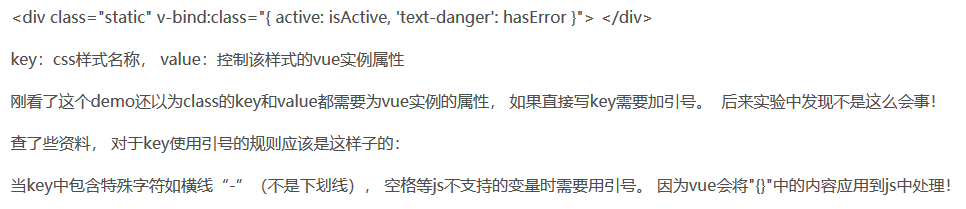 <div class="static" v-bind:class="{ active: isActive, 'text-danger': hasError }"> </div>
key：css样式名称， value：控制该样式的vue实例属性
刚看了这个demo还以为class的key和value都需要为vue实例的属性， 如果直接写key需要加引号。 后来实验中发现不是这么会事！
查了些资料， 对于key使用引号的规则应该是这样子的：
当key中包含特殊字符如横线“-“（不是下划线）， 空格等js不支持的变量时需要用引号。 因为vue会将"{}"中的内容应用到js中处理！